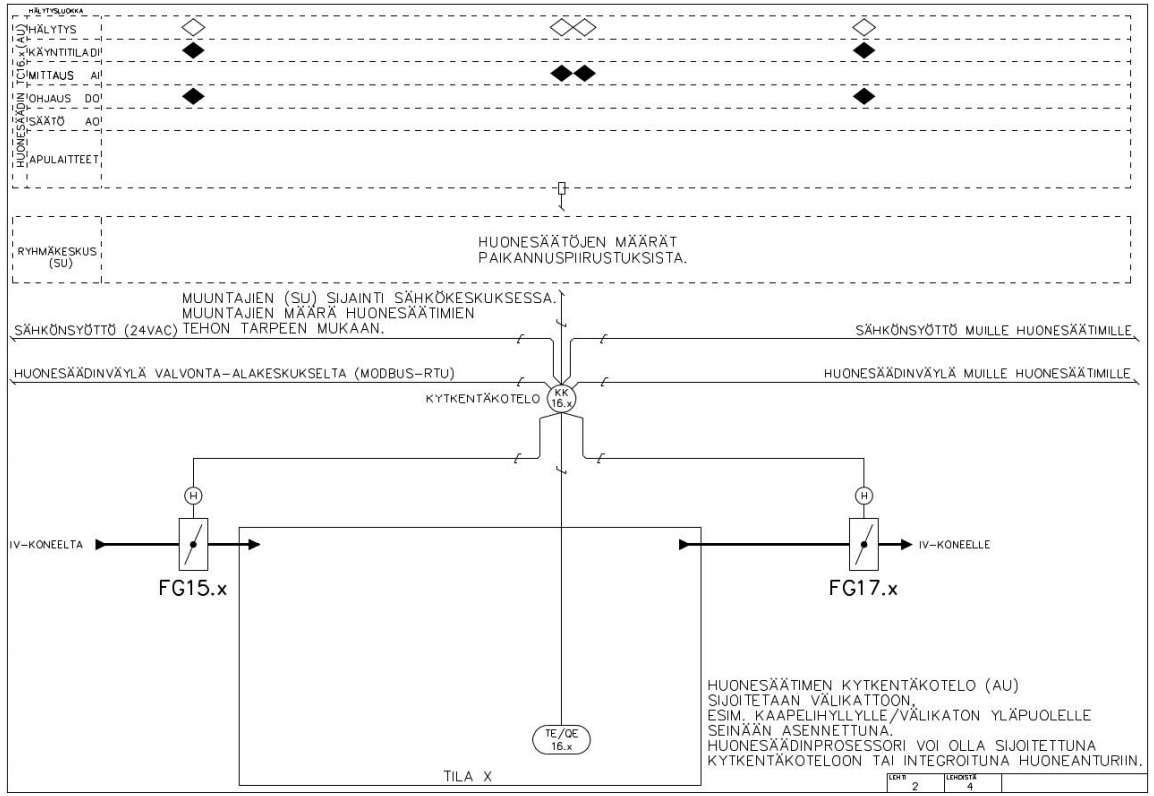 HÄLYTYSLUOKKA
HUONESÄÄDIN TC16.x (AU)
HÄLYTYS
KÄYNTITILA DI
MITTAUS AI
OHJAUS DO
SÄÄTÖ AO
APULAITTEET
RYHMÄKESKUS
(SU)
HUONESÄÄTÖJEN MÄÄRÄT
PAIKANNUSPIIRUSTUKSISTA.
MUUNTAJIEN (SU) SIJAINTI SÄHKÖKESKUKSESSA.
MUUNTAJIEN MÄÄRÄ HUONESÄÄTIMIEN
TEHON TARPEEN MUKAAN.
SÄHKÖNSYÖTTÖ (24VAC)
SÄHKÖNSYÖTTÖ MUILLE HUONESÄÄTIMILLE
HUONESÄÄDINVÄYLÄ VALVONTA-ALAKESKUKSELTA (MODBUS-RTU)
HUONESÄÄDINVÄYLÄ MUILLE HUONESÄÄTIMILLE
KYTKENTÄKOTELO
KK
16.x
H
H
IV-KONEELTA
IV-KONEELLE
FG15.x
FG17.x
HUONESÄÄTIMEN KYTKENTÄKOTELO (AU)
SIJOITETAAN VÄLIKATTOON,
ESIM. KAAPELIHYLLYLLE/VÄLIKATON YLÄPUOLELLE
SEINÄÄN ASENNETTUNA.
HUONESÄÄDINPROSESSORI VOI OLLA SIJOITETTUNA
KYTKENTÄKOTELOON TAI INTEGROITUNA HUONEANTURIIN.
TE/QE
16.x
TILA X
LEHTI
2
LEHDISTÄ
4